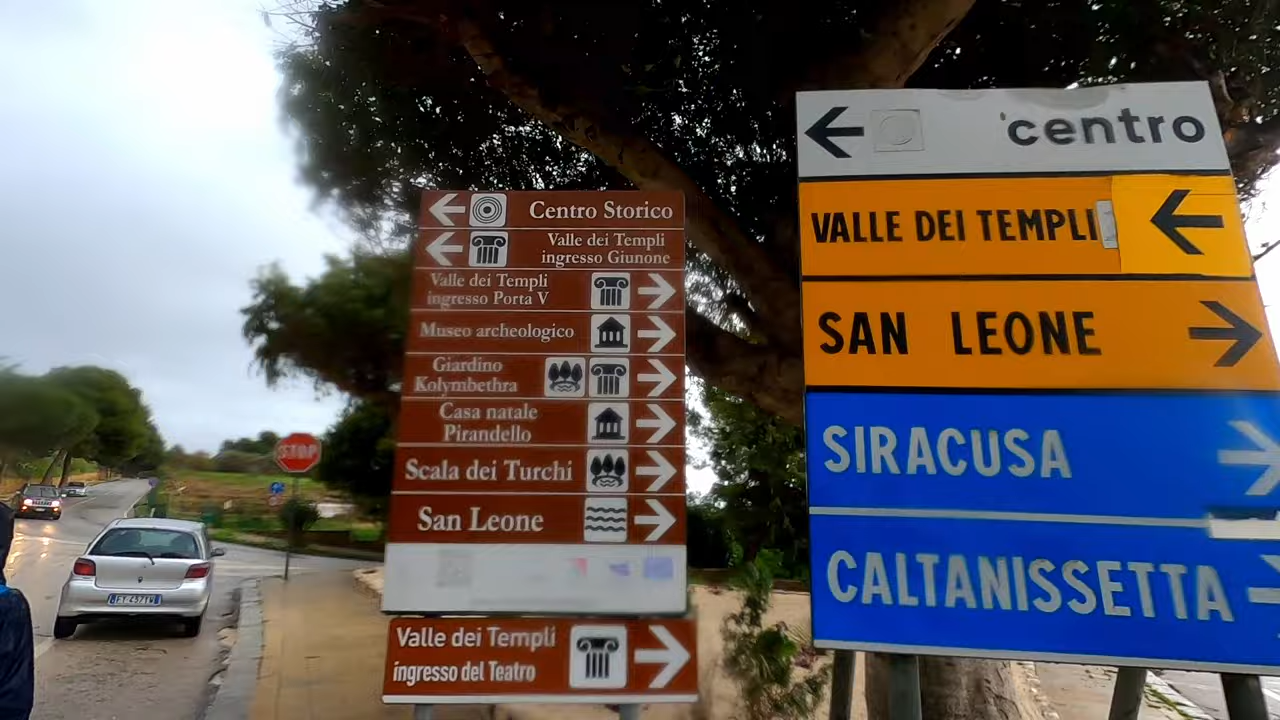 Centro Storico
Valle dei Templi
ingresso Giunone
Valle dei Templi
ingresso Porta V
Museo archeologico
Giardino
Kolymbethra
Casa natale
Pirandello
Scala dei Turchi
San Leone
Valle dei Templi
ingresso del Teatro
centro
VALLE DEI TEMPLI
SAN LEONE
SIRACUSA
CALTANISSETTA
STOP